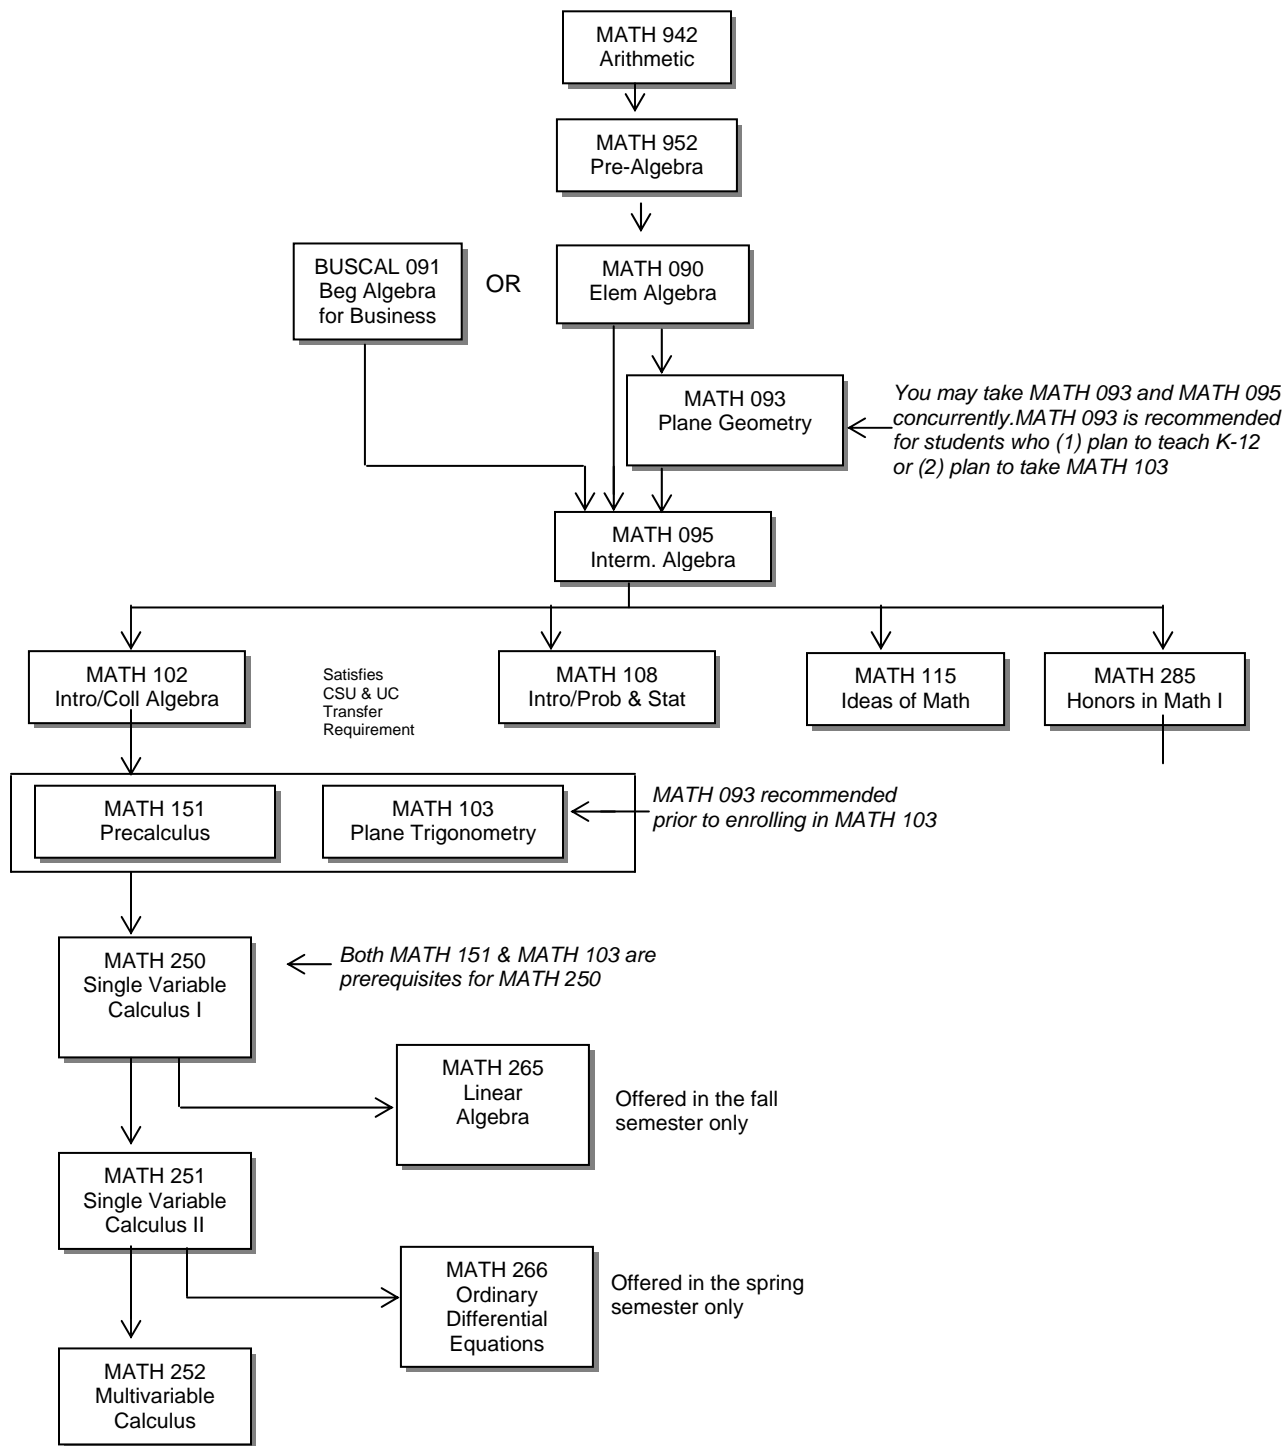 MATH 942
Arithmetic
MATH 952
Pre-Algebra
BUSCAL 091
Beg Algebra
for Business
OR
MATH 090
Elem Algebra
MATH 093
Plane Geometry
You may take MATH 093 and MATH 095
concurrently.MATH 093 is recommended
for students who (1) plan to teach K-12
or (2) plan to take MATH 103
MATH 095
Interm. Algebra
MATH 102
Intro/Coll Algebra
Satisfies
CSU & UC
Transfer
Requirement
MATH 108
Intro/Prob & Stat
MATH 115
Ideas of Math
MATH 285
Honors in Math I
MATH 151
Precalculus
MATH 103
Plane Trigonometry
MATH 093 recommended
prior to enrolling in MATH 103
MATH 250
Single Variable
Calculus I
Both MATH 151 & MATH 103 are
prerequisites for MATH 250
MATH 265
Linear
Algebra
Offered in the fall
semester only
MATH 251
Single Variable
Calculus II
MATH 266
Ordinary
Differential
Equations
Offered in the spring
semester only
MATH 252
Multivariable
Calculus